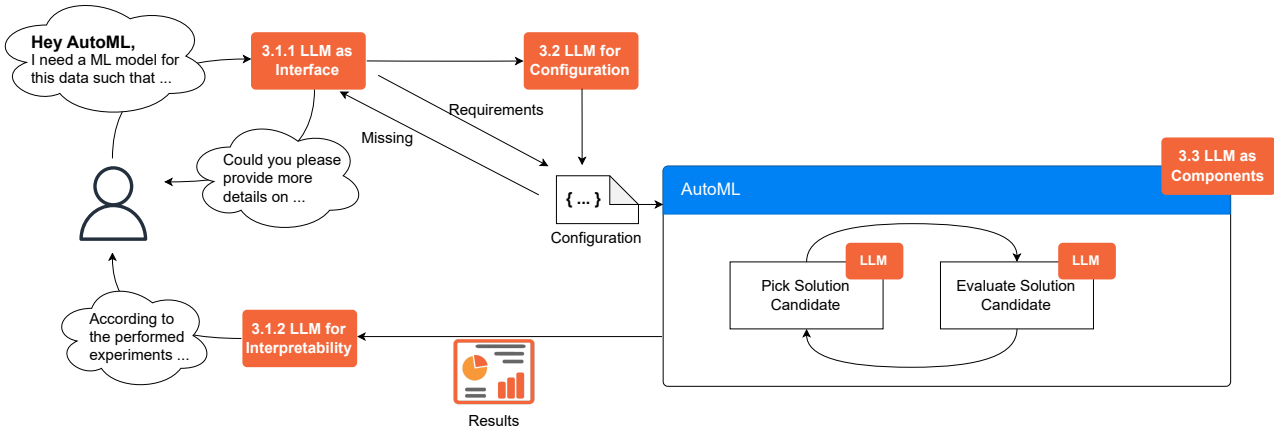 Hey AutoML,
I need a ML model for
this data such that ...
3.1.1 LLM as
Interface
3.2 LLM for
Configuration
Requirements
Missing
Could you please
provide more
details on ...
{ ... }
Configuration
3.3 LLM as
Components
AutoML
LLM
Pick Solution
Candidate
LLM
Evaluate Solution
Candidate
According to
the performed
experiments ...
3.1.2 LLM for
Interpretability
Results